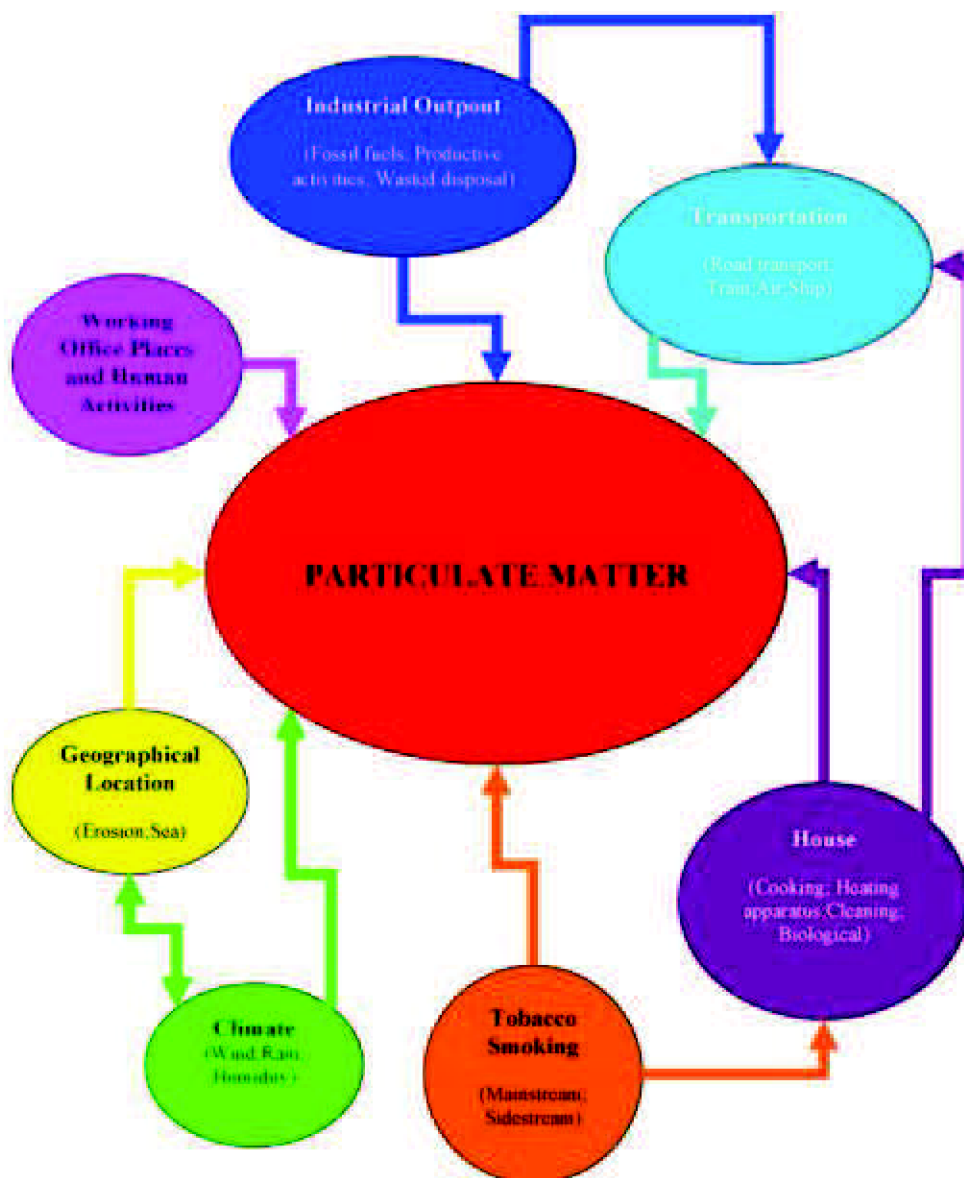 Industrial Outpout
(Fossil fuels; Productive
activities; Wasted disposal)
Transportation
(Road transport;
Train;Air;Ship)
Working
Office Places
and Human
Activities
PARTICULATE MATTER
Geographical
Location
(Erosion;Sea)
House
(Cooking; Heating
apparatus;Cleaning;
Biological)
Climate
(Wind;Rain;
Humidity)
Tobacco
Smoking
(Mainstream;
Sidestream)